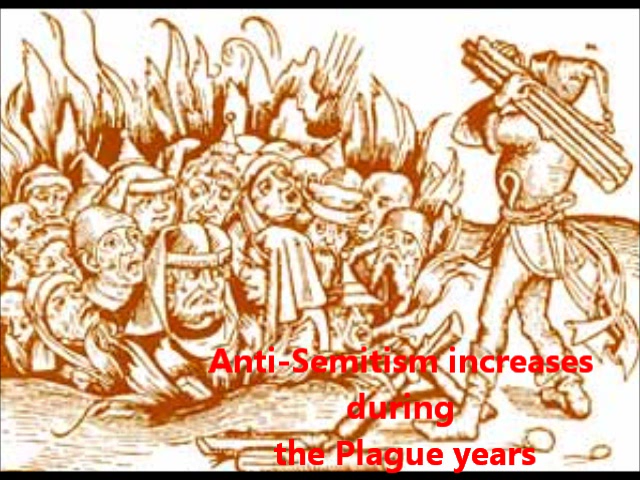 Anti-Semitism increases
during
the Plague years